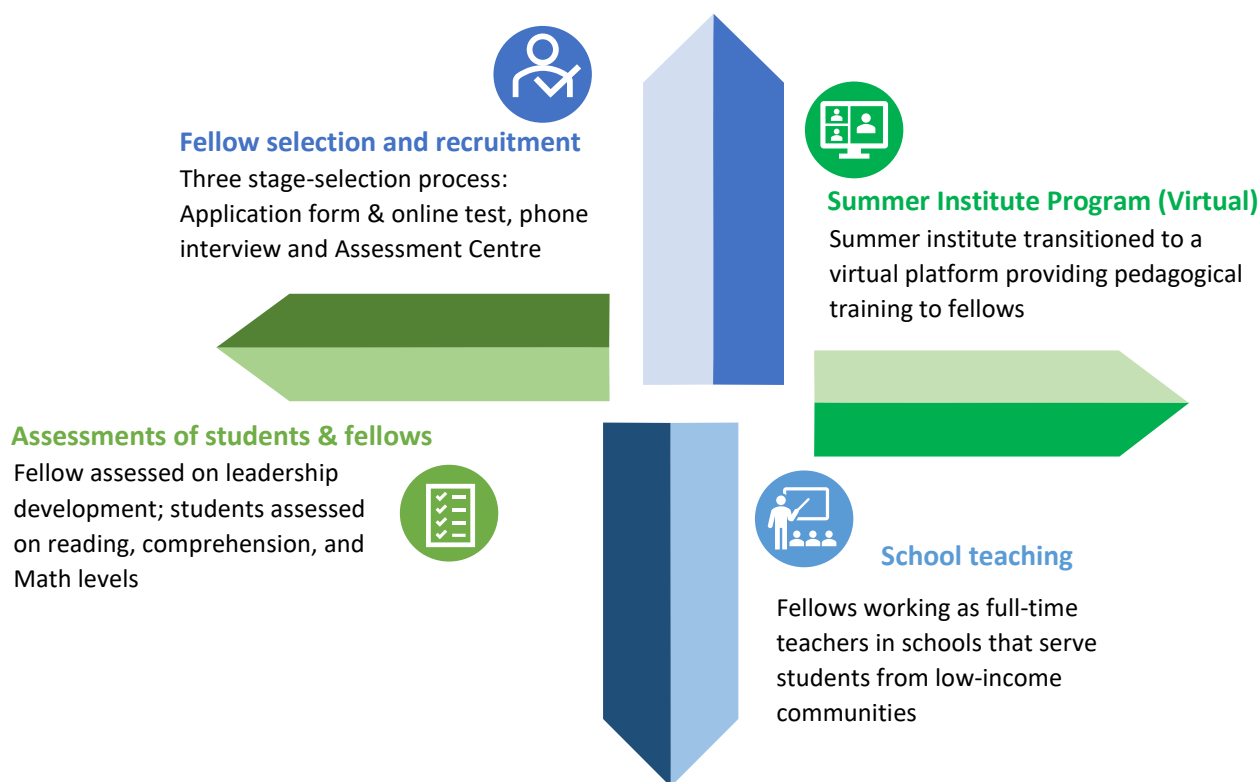 Fellow selection and recruitment
Three stage-selection process:
Application form & online test, phone
interview and Assessment Centre
Summer Institute Program (Virtual)
Summer institute transitioned to a
virtual platform providing pedagogical
training to fellows
Assessments of students & fellows
Fellow assessed on leadership
development; students assessed
on reading, comprehension, and
Math levels
School teaching
Fellows working as full-time
teachers in schools that serve
students from low-income
communities